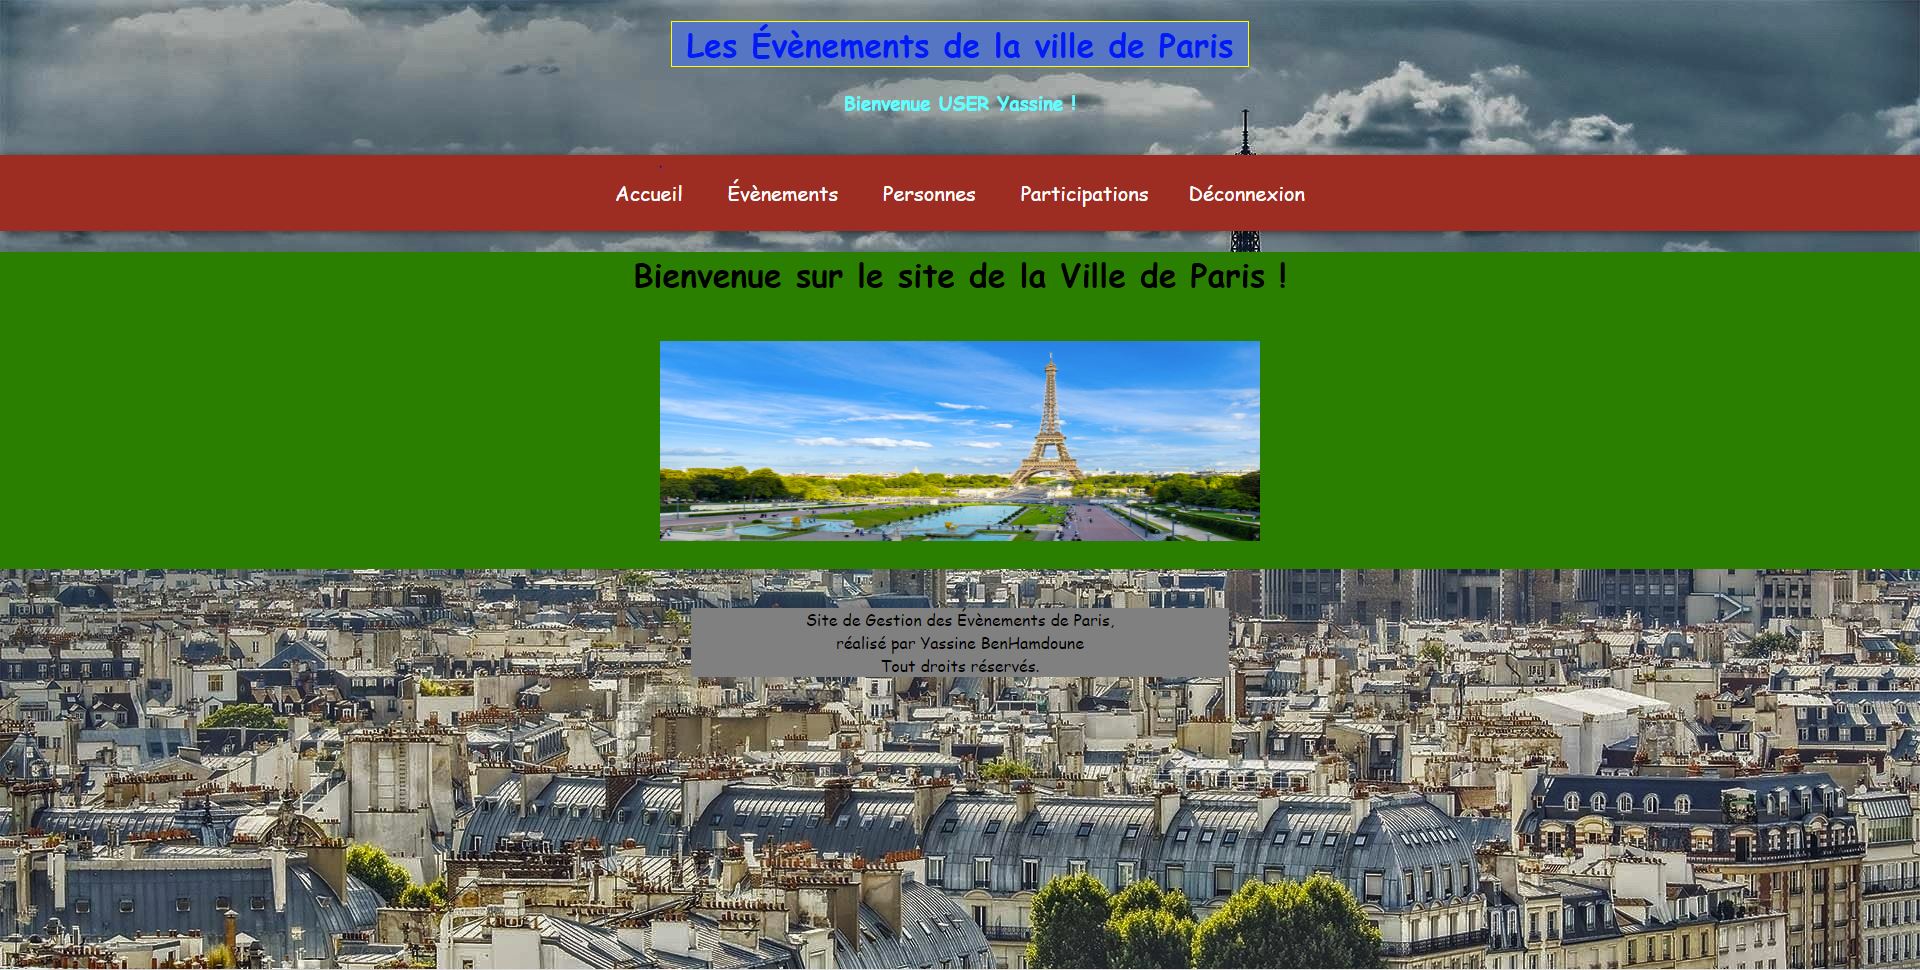 Les Évènements de la ville de Paris
Bienvenue USER Yassine !
Accueil Évènements Personnes Participations Déconnexion
Bienvenue sur le site de la Ville de Paris !
Site de Gestion des Évènements de Paris,
réalisé par Yassine BenHamdoune
Tout droits réservés.